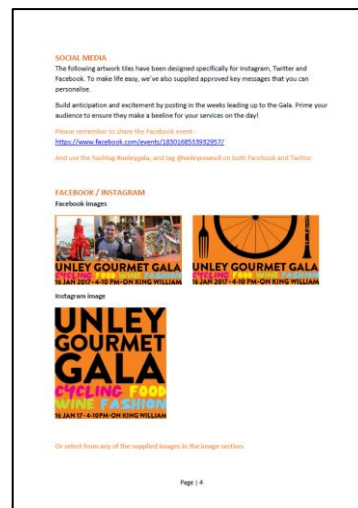 SOCIAL MEDIA
The following artwork tiles have been designed specifically for Instagram, Twitter and
Facebook. To make life easy, we've also supplied approved key messages that you can
personalise.
Build anticipation and excitement by posting in the weeks leading up to the Gala. Prime your
audience to ensure they make a beeline for your services on the day!
Please remember to share the Facebook event -
https://www.facebook.com/events/1830168533932957/
And use the hashtag #unleygala, and tag @unleycouncil on both Facebook and Twitter
FACEBOOK / INSTAGRAM
Facebook images
UNLEY GOURMET GALA
CYCLING FOOD WINE FASHION
16 JAN 2017 • 4-10 PM • ON KING WILLIAM
UNLEY GOURMET GALA
CYCLING FOOD WINE FASHION
16 JAN 2017 • 4-10 PM • ON KING WILLIAM
Instagram image
UNLEY
GOURMET
GALA
CYCLING FOOD
WINE FASHION
16 JAN 2017 • 4-10 PM • ON KING WILLIAM
Or select from any of the supplied images in the image section.
Page | 4